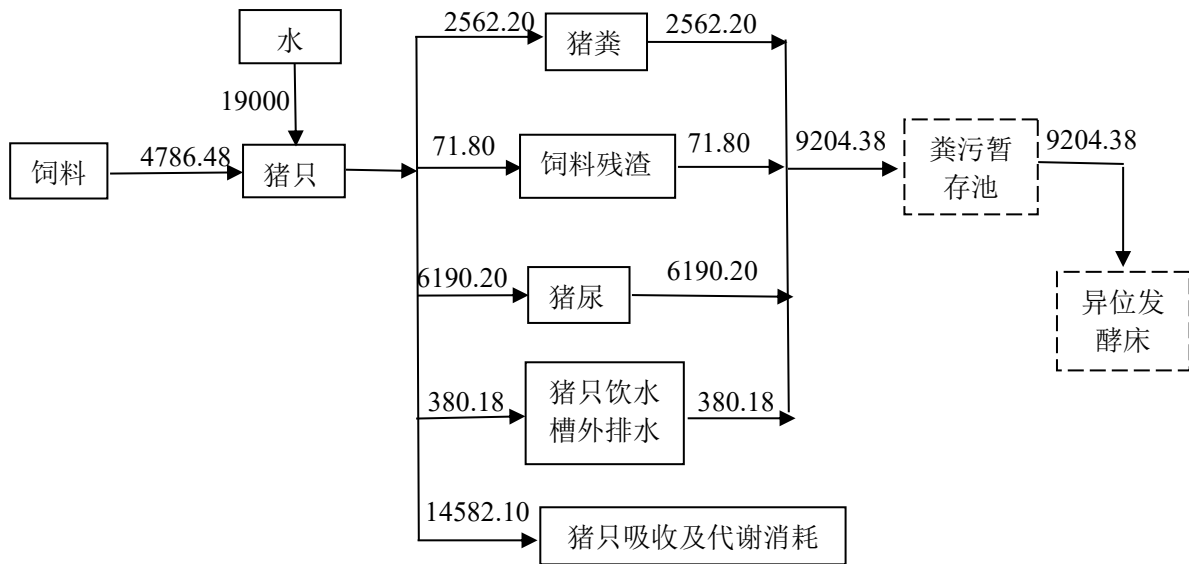 水
19000
饲料
4786.48
猪只
2562.20
猪粪
2562.20
71.80
饲料残渣
71.80
6190.20
猪尿
6190.20
380.18
猪只饮水
槽外排水
380.18
14582.10
猪只吸收及代谢消耗
9204.38
粪污暂
存池
9204.38
异位发
酵床